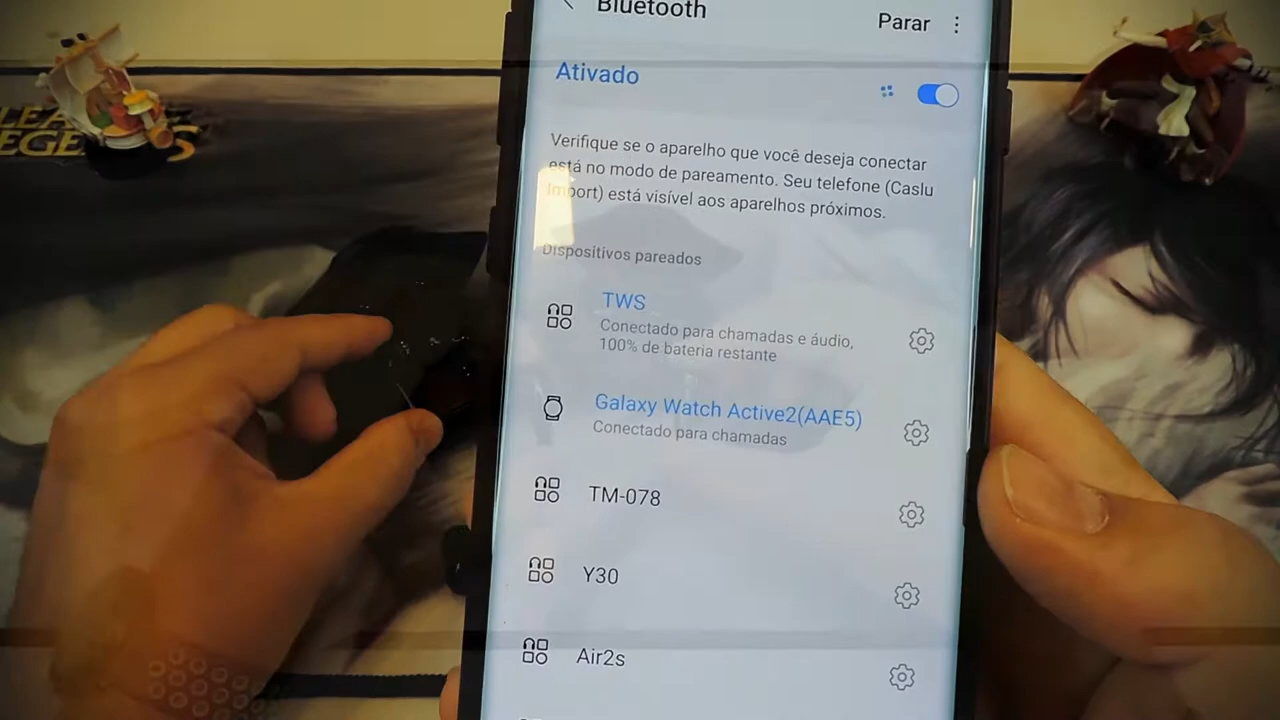 Bluetooth
Parar
Ativado
Verifique se o aparelho que você deseja conectar
está no modo de pareamento. Seu telefone (Caslu
Import) está visível aos aparelhos próximos.
Dispositivos pareados
TWS
Conectado para chamadas e áudio,
100% de bateria restante
Galaxy Watch Active2(AAE5)
Conectado para chamadas
TM-078
Y30
Air2s